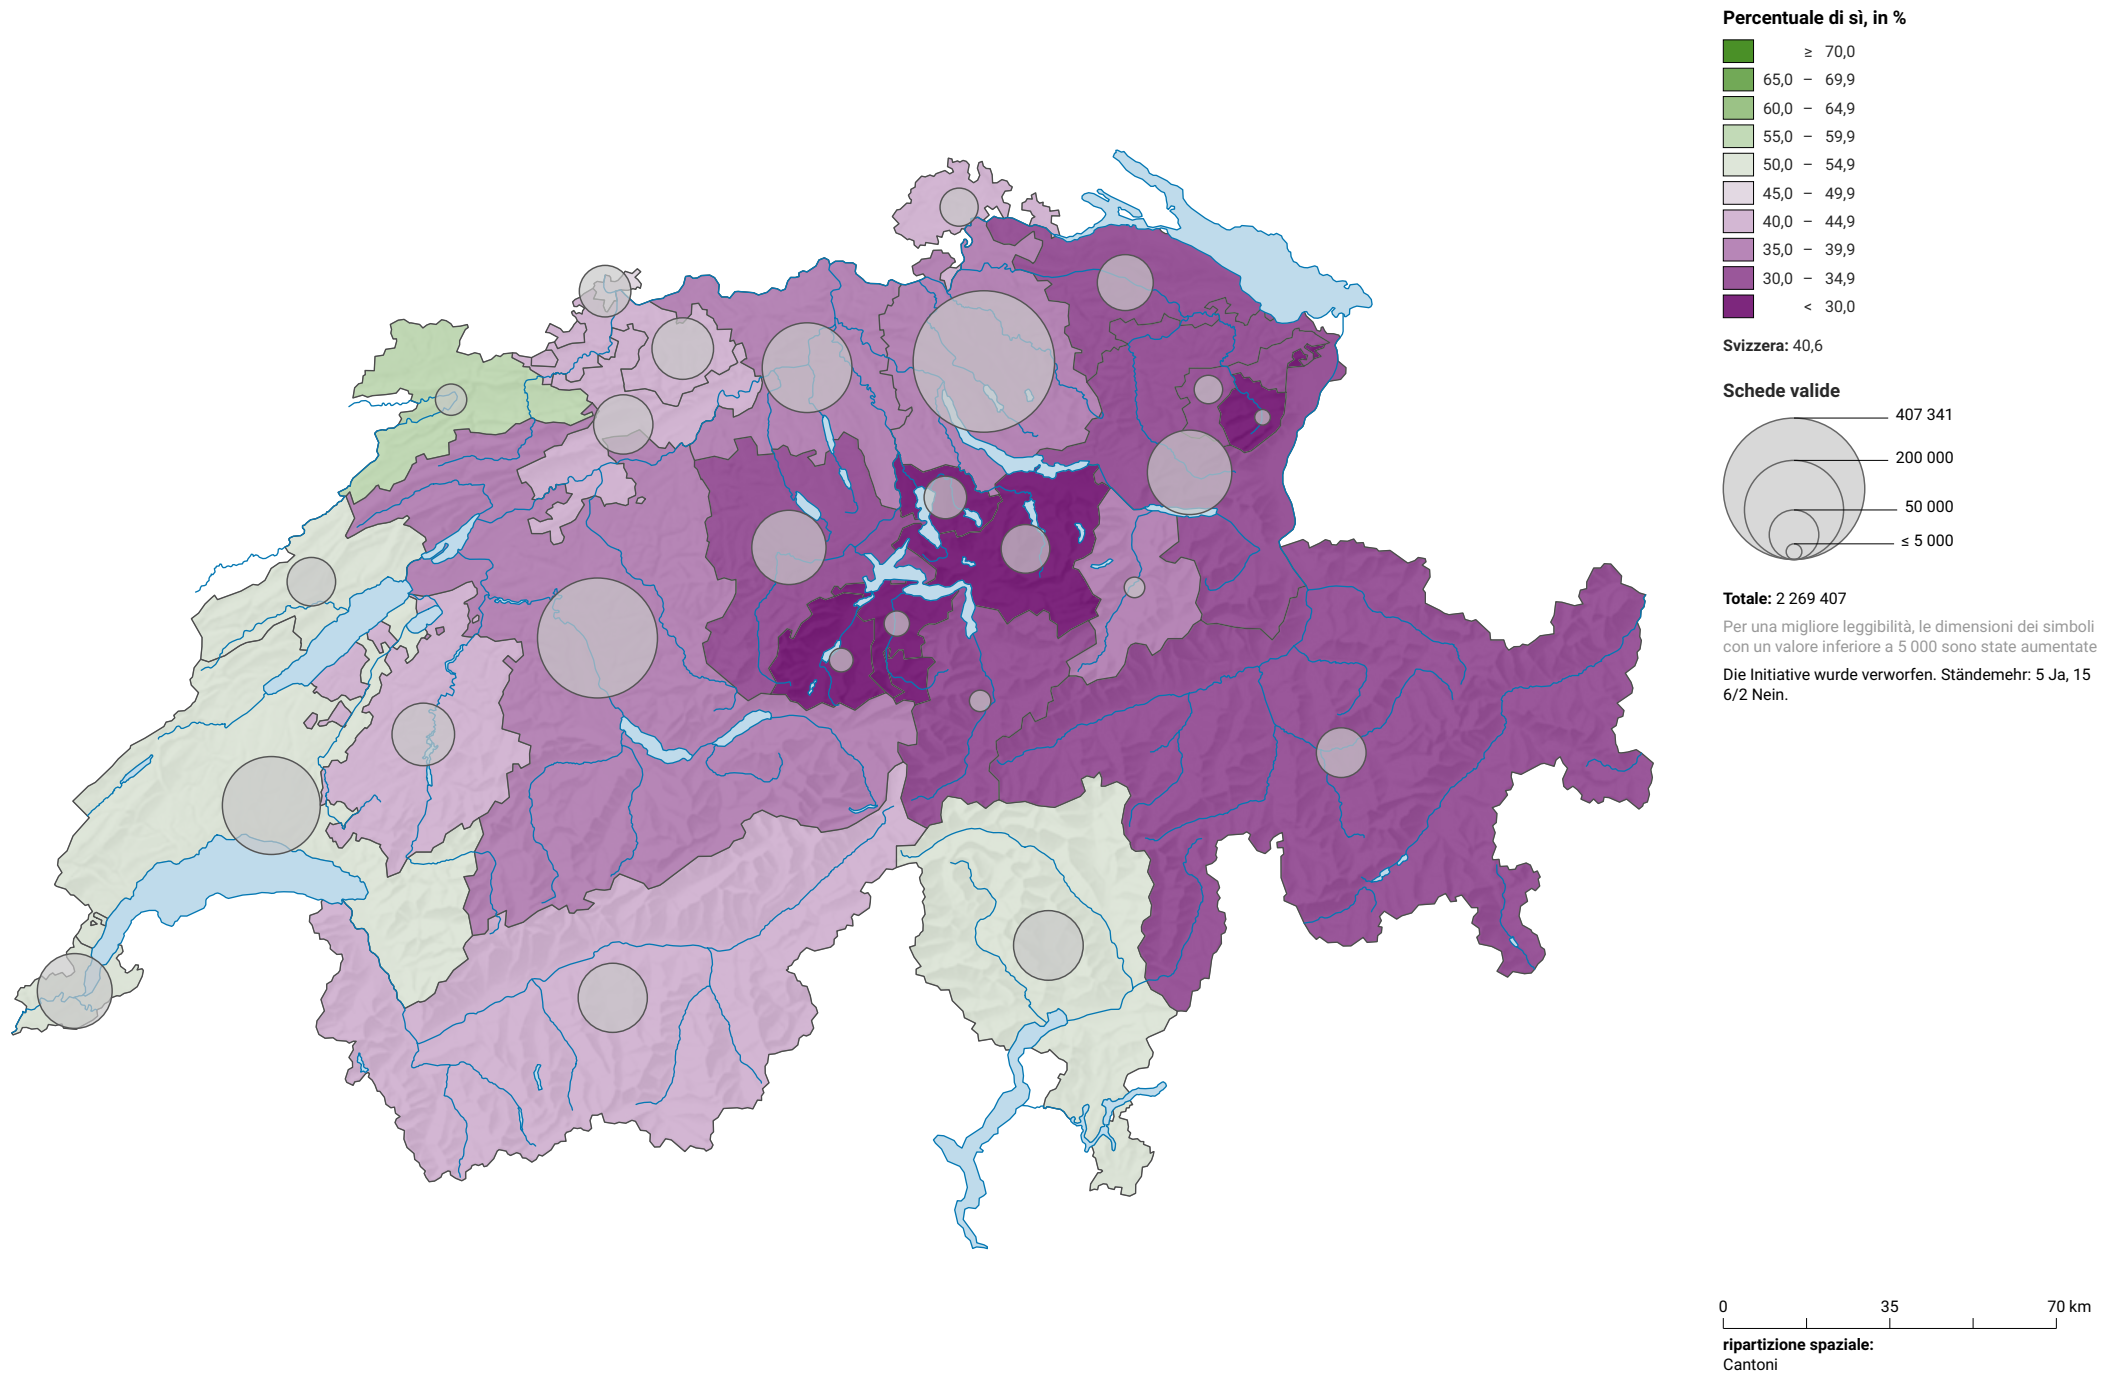 Percentuale di sì, in %
≥ 70,0
65,0 – 69,9
60,0 – 64,9
55,0 – 59,9
50,0 – 54,9
45,0 – 49,9
40,0 – 44,9
35,0 – 39,9
30,0 – 34,9
< 30,0
Svizzera: 40,6
Schede valide
407 341
200 000
50 000
≤ 5 000
Totale: 2 269 407
Per una migliore leggibilità, le dimensioni dei simboli
con un valore inferiore a 5 000 sono state aumentate
Die Initiative wurde verworfen. Ständemehr: 5 Ja, 15
6/2 Nein.
0 35 70 km
ripartizione spaziale:
Cantoni